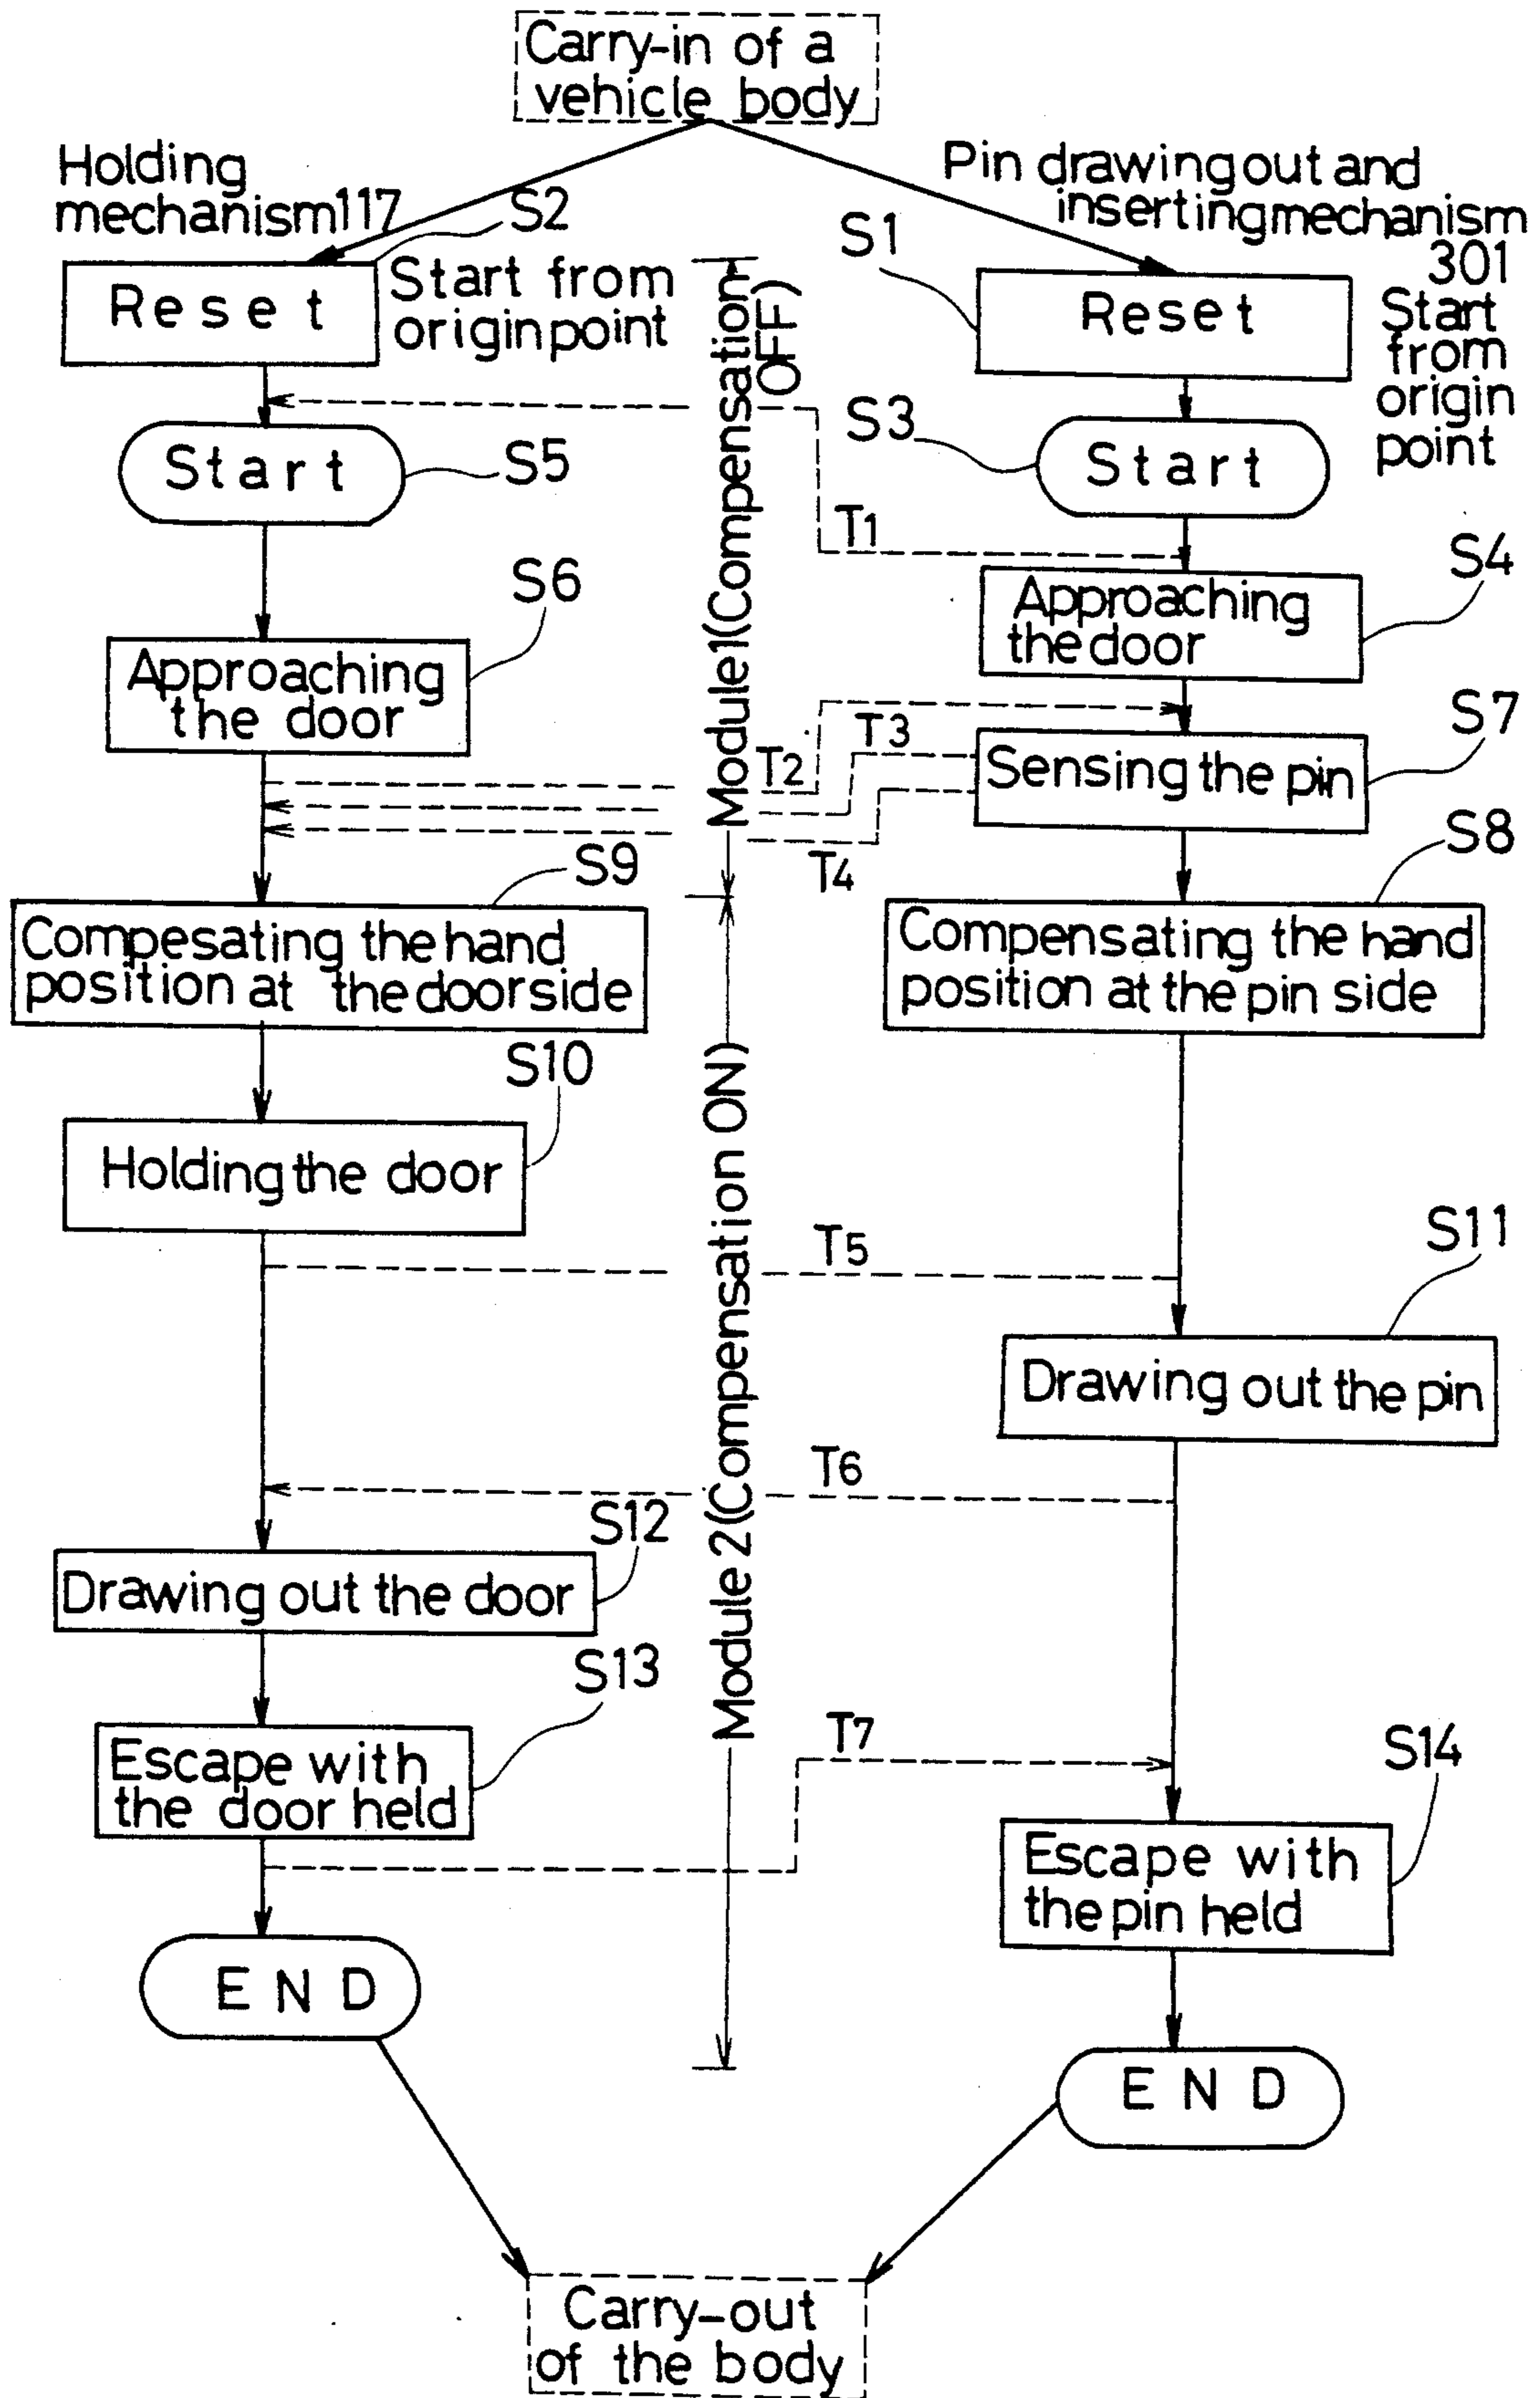 Carry-in of a
vehicle body
Holding
mechanism117
S2
Reset
Start from
origin point
Pin drawing out and
inserting mechanism
301
S1
Reset
Start
from
origin
point
Module1(Compensation
OFF)
S3
Start
Start
S5
T1
S4
Approaching
the door
S6
Approaching
the door
T2
T3
S7
Sensing the pin
T4
S8
Compensating the hand
position at the pin side
S9
Compesating the hand
position at the door side
S10
Holding the door
Module 2(Compensation ON)
T5
S11
Drawing out the pin
T6
S12
Drawing out the door
S13
Escape with
the door held
T7
S14
Escape with
the pin held
END
END
Carry-out
of the body